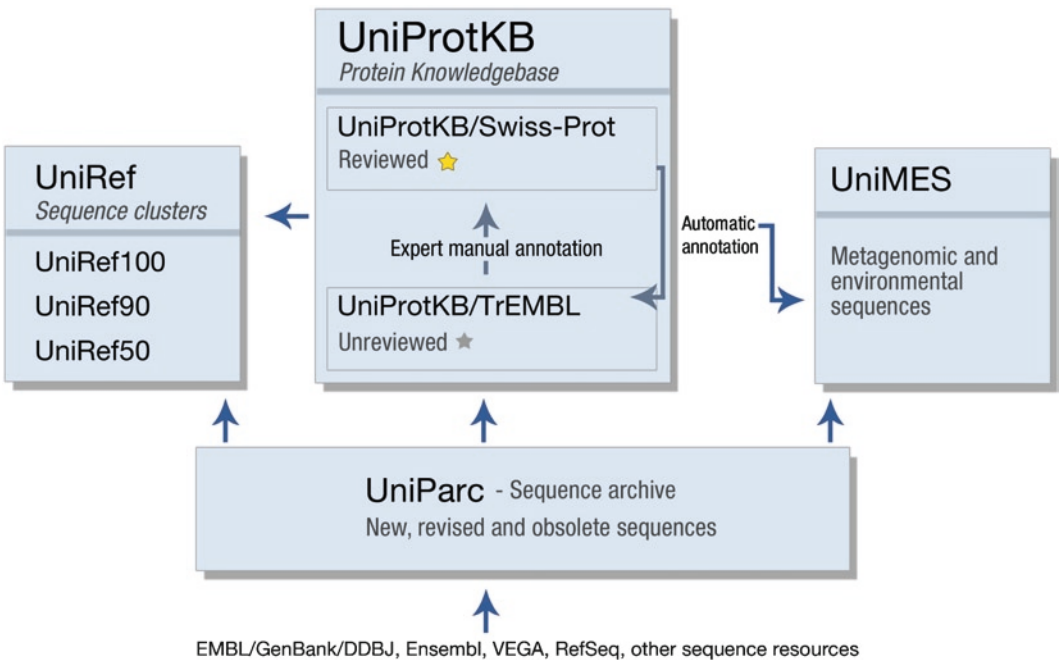 UniProtKB
Protein Knowledgebase
UniProtKB/Swiss-Prot
Reviewed
Expert manual annotation
UniProtKB/TrEMBL
Unreviewed
UniRef
Sequence clusters
UniRef100
UniRef90
UniRef50
Automatic
annotation
UniMES
Metagenomic and
environmental
sequences
UniParc - Sequence archive
New, revised and obsolete sequences
EMBL/GenBank/DDBJ, Ensembl, VEGA, RefSeq, other sequence resources